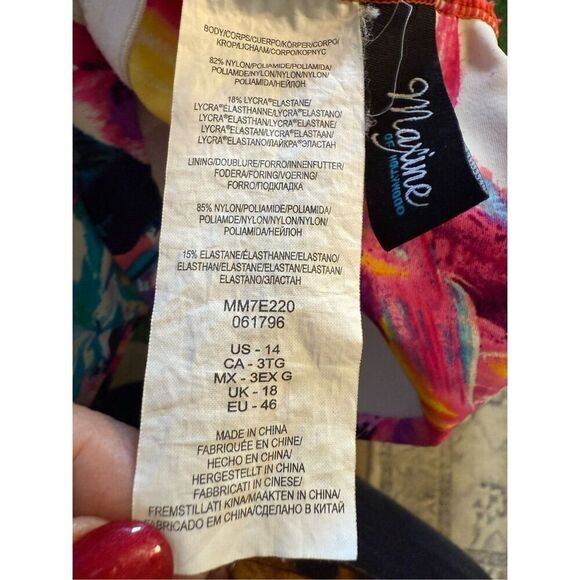 BODY/CORPS/CUERPO/KÖRPER/CORPO/
KROP/LICHAAM/CORPO/КОРПУС
82% NYLON/POLIAMIDE/POLIAMIDA/
POLIAMIDE/NYLON/NYLON/NYLON/
POLIAMIDA/НЕЙЛОН
18% LYCRA®ELASTANE/
LYCRA®ELASTHANNE/LYCRA®ELASTANO/
LYCRA®ELASTHAN/LYCRA®ELASTAN/
LYCRA®ELASTAN/LYCRA®ELASTAAN/
LYCRA®ELASTANO/ЛАЙКРА®ЭЛАСТАН
LINING/DOUBLURE/FORRO/INNENFUTTER/
FODERA/FORING/VOERING/
FORRO/ПОДКЛАДКА
85% NYLON/POLIAMIDE/POLIAMIDA/
POLIAMIDE/NYLON/NYLON/NYLON/
POLIAMIDA/НЕЙЛОН
15% ELASTANE/ÉLASTHANNE/ELASTANO/
ELASTHAN/ELASTANE/ELASTAN/ELASTAAN/
ELASTANO/ЭЛАСТАН
MM7E220
061796
US - 14
CA - 3TG
MX - 3EX G
UK - 18
EU - 46
MADE IN CHINA
FABRIQUÉE EN CHINE/
HECHO EN CHINA/
HERGESTELLT IN CHINA/
FABBRICATI IN CINESE/
FREMSTILLATI KINA/MAAKTEN IN CHINA/
FABRICADO EM CHINA/СДЕЛАНО В КИТАЙ
Maxine
OF HOLLYWOOD